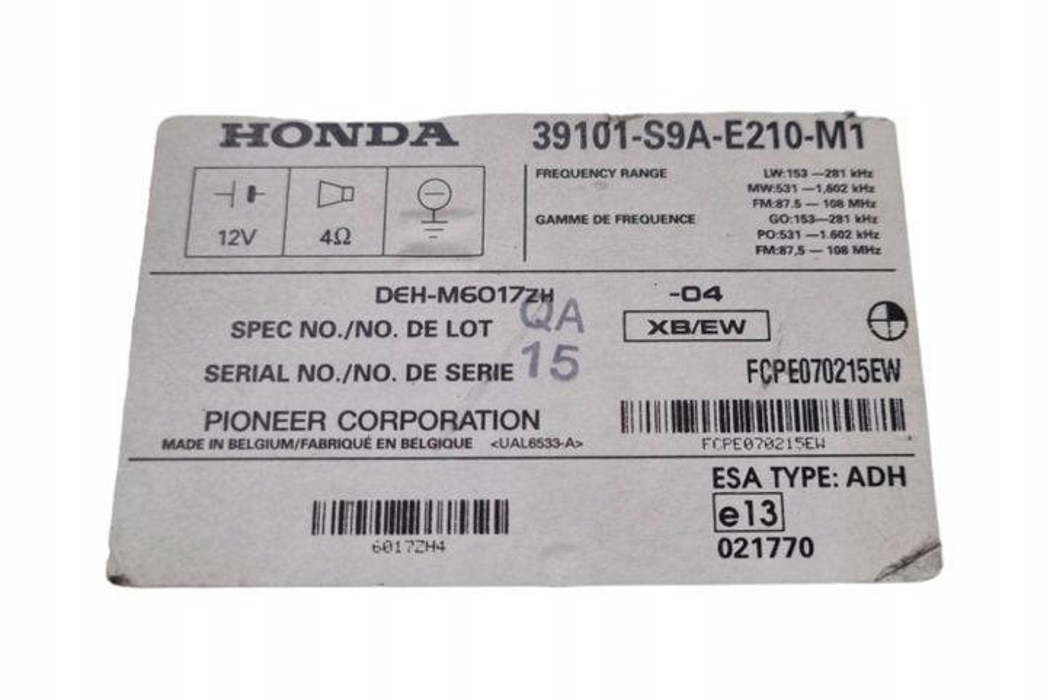 HONDA
39101-S9A-E210-M1
12V
4Ω
FREQUENCY RANGE
LW:153 —281 kHz
MW:531 —1,602 kHz
FM:87.5 — 108 MHz
GAMME DE FREQUENCE
GO:153—281 kHz
PO:531 —1.602 kHz
FM:87,5 — 108 MHz
DEH-M6017ZH
-04
SPEC NO./NO. DE LOT
QA
XB/EW
SERIAL NO./NO. DE SERIE
15
FCPE070215EW
PIONEER CORPORATION
MADE IN BELGIUM/FABRIQUÉ EN BELGIQUE <UAL6533-A>
FCPE070215EW
ESA TYPE: ADH
e13
021770
6017ZH4